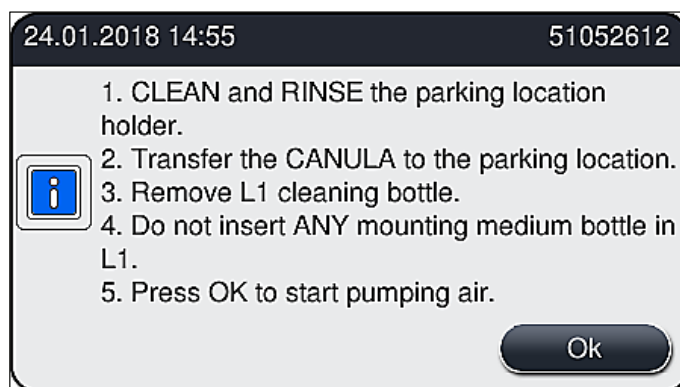 24.01.2018 14:55 51052612
1. CLEAN and RINSE the parking location
holder.
2. Transfer the CANULA to the parking location.
3. Remove L1 cleaning bottle.
4. Do not insert ANY mounting medium bottle in
L1.
5. Press OK to start pumping air.
Ok